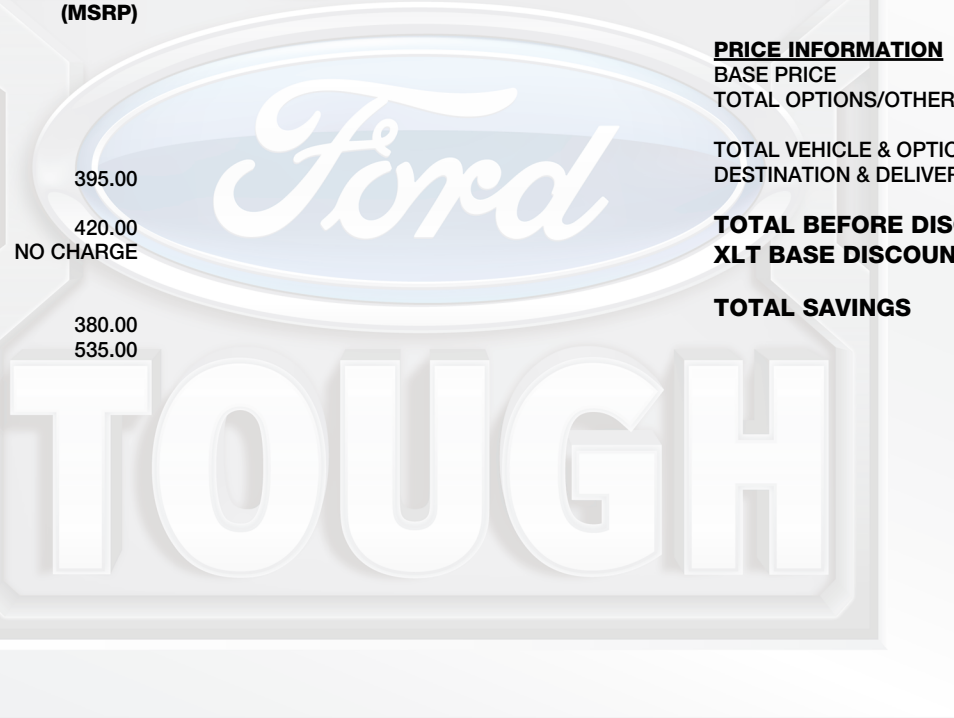 (MSRP)
395.00
420.00
NO CHARGE
380.00
535.00
PRICE INFORMATION
BASE PRICE
TOTAL OPTIONS/OTHER
TOTAL VEHICLE & OPTIO
DESTINATION & DELIVER
TOTAL BEFORE DIS
XLT BASE DISCOUN
TOTAL SAVINGS
Ford
TOUGH